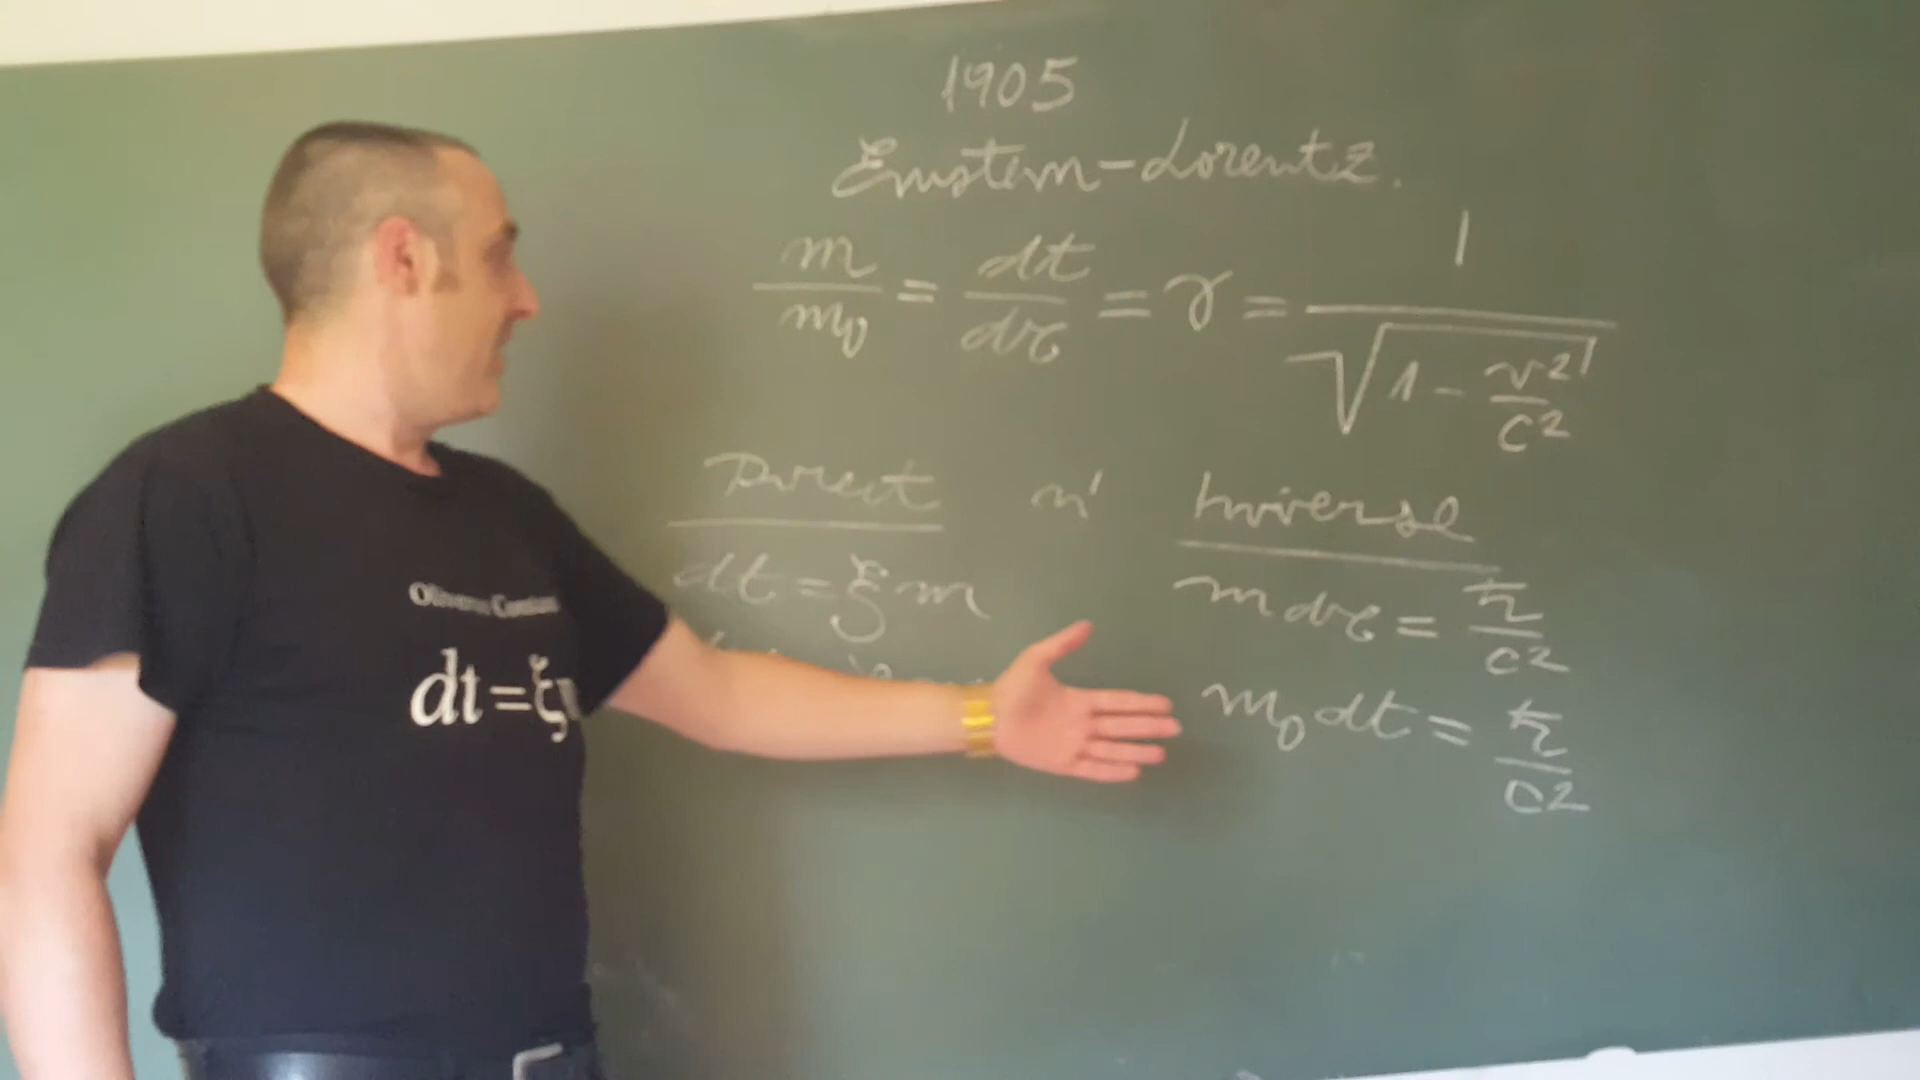 1905
Einstein-Lorentz.
m/m₀ = dt/dτ = γ = 1/√(1 - v²/c²)
Direct n' Inverse
dt = ξm
m dτ = ħ/c²
m₀ dt = ħ/c²
dt=ξ